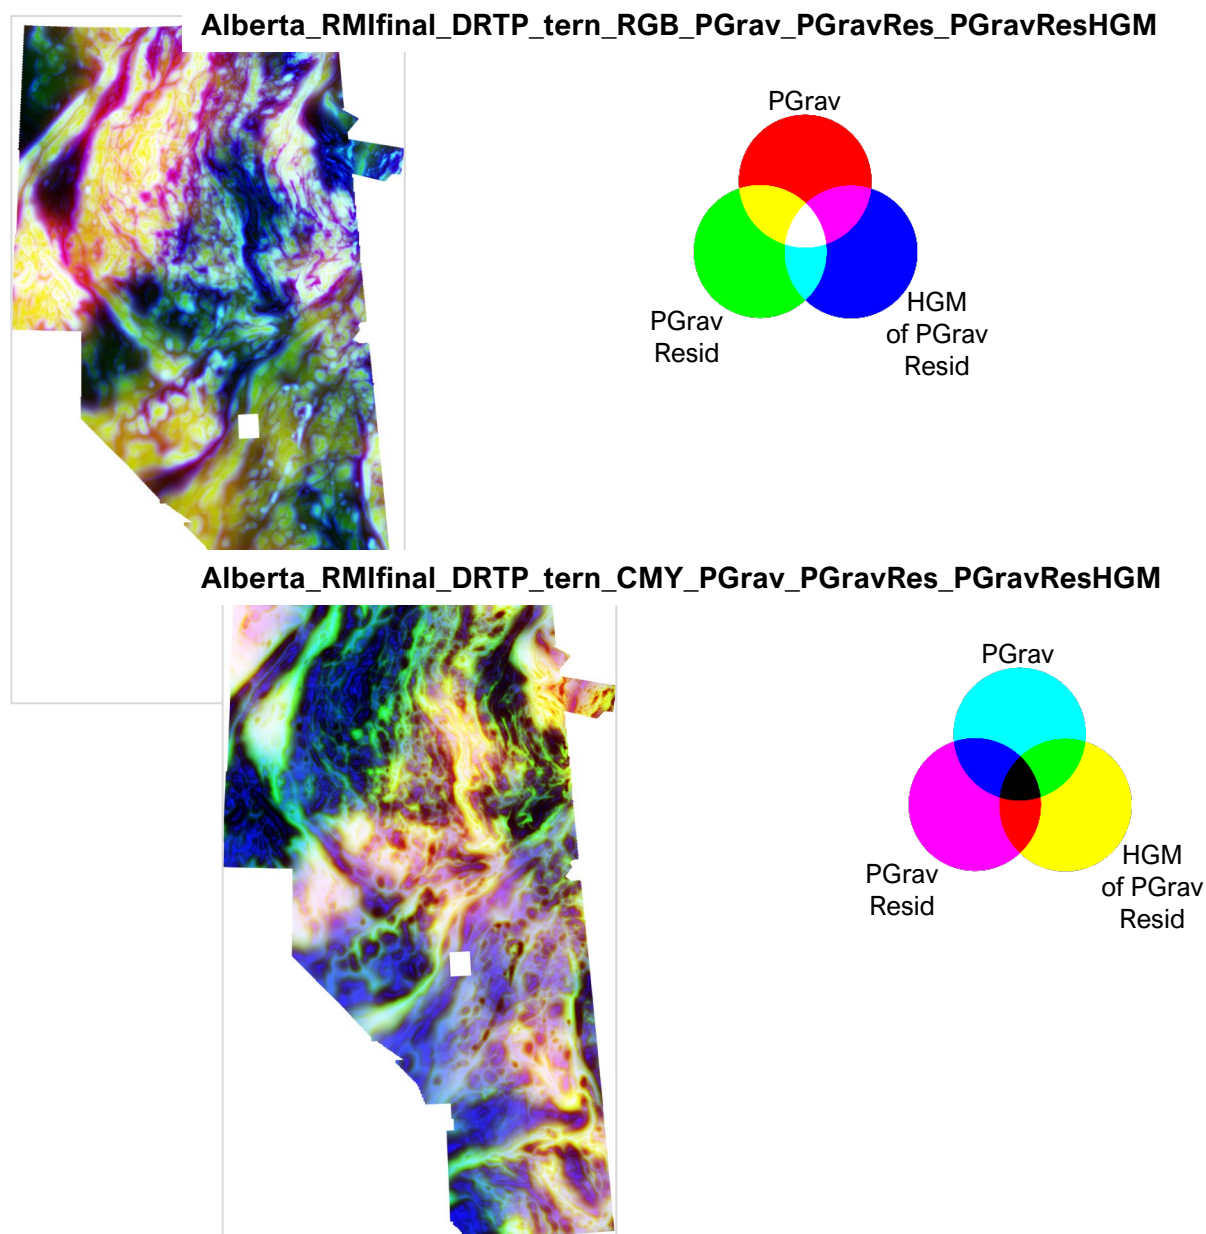 Alberta_RMIfinal_DRTP_tern_RGB_PGrav_PGravRes_PGravResHGM
PGrav
PGrav
Resid
HGM
of PGrav
Resid
Alberta_RMIfinal_DRTP_tern_CMY_PGrav_PGravRes_PGravResHGM
PGrav
PGrav
Resid
HGM
of PGrav
Resid